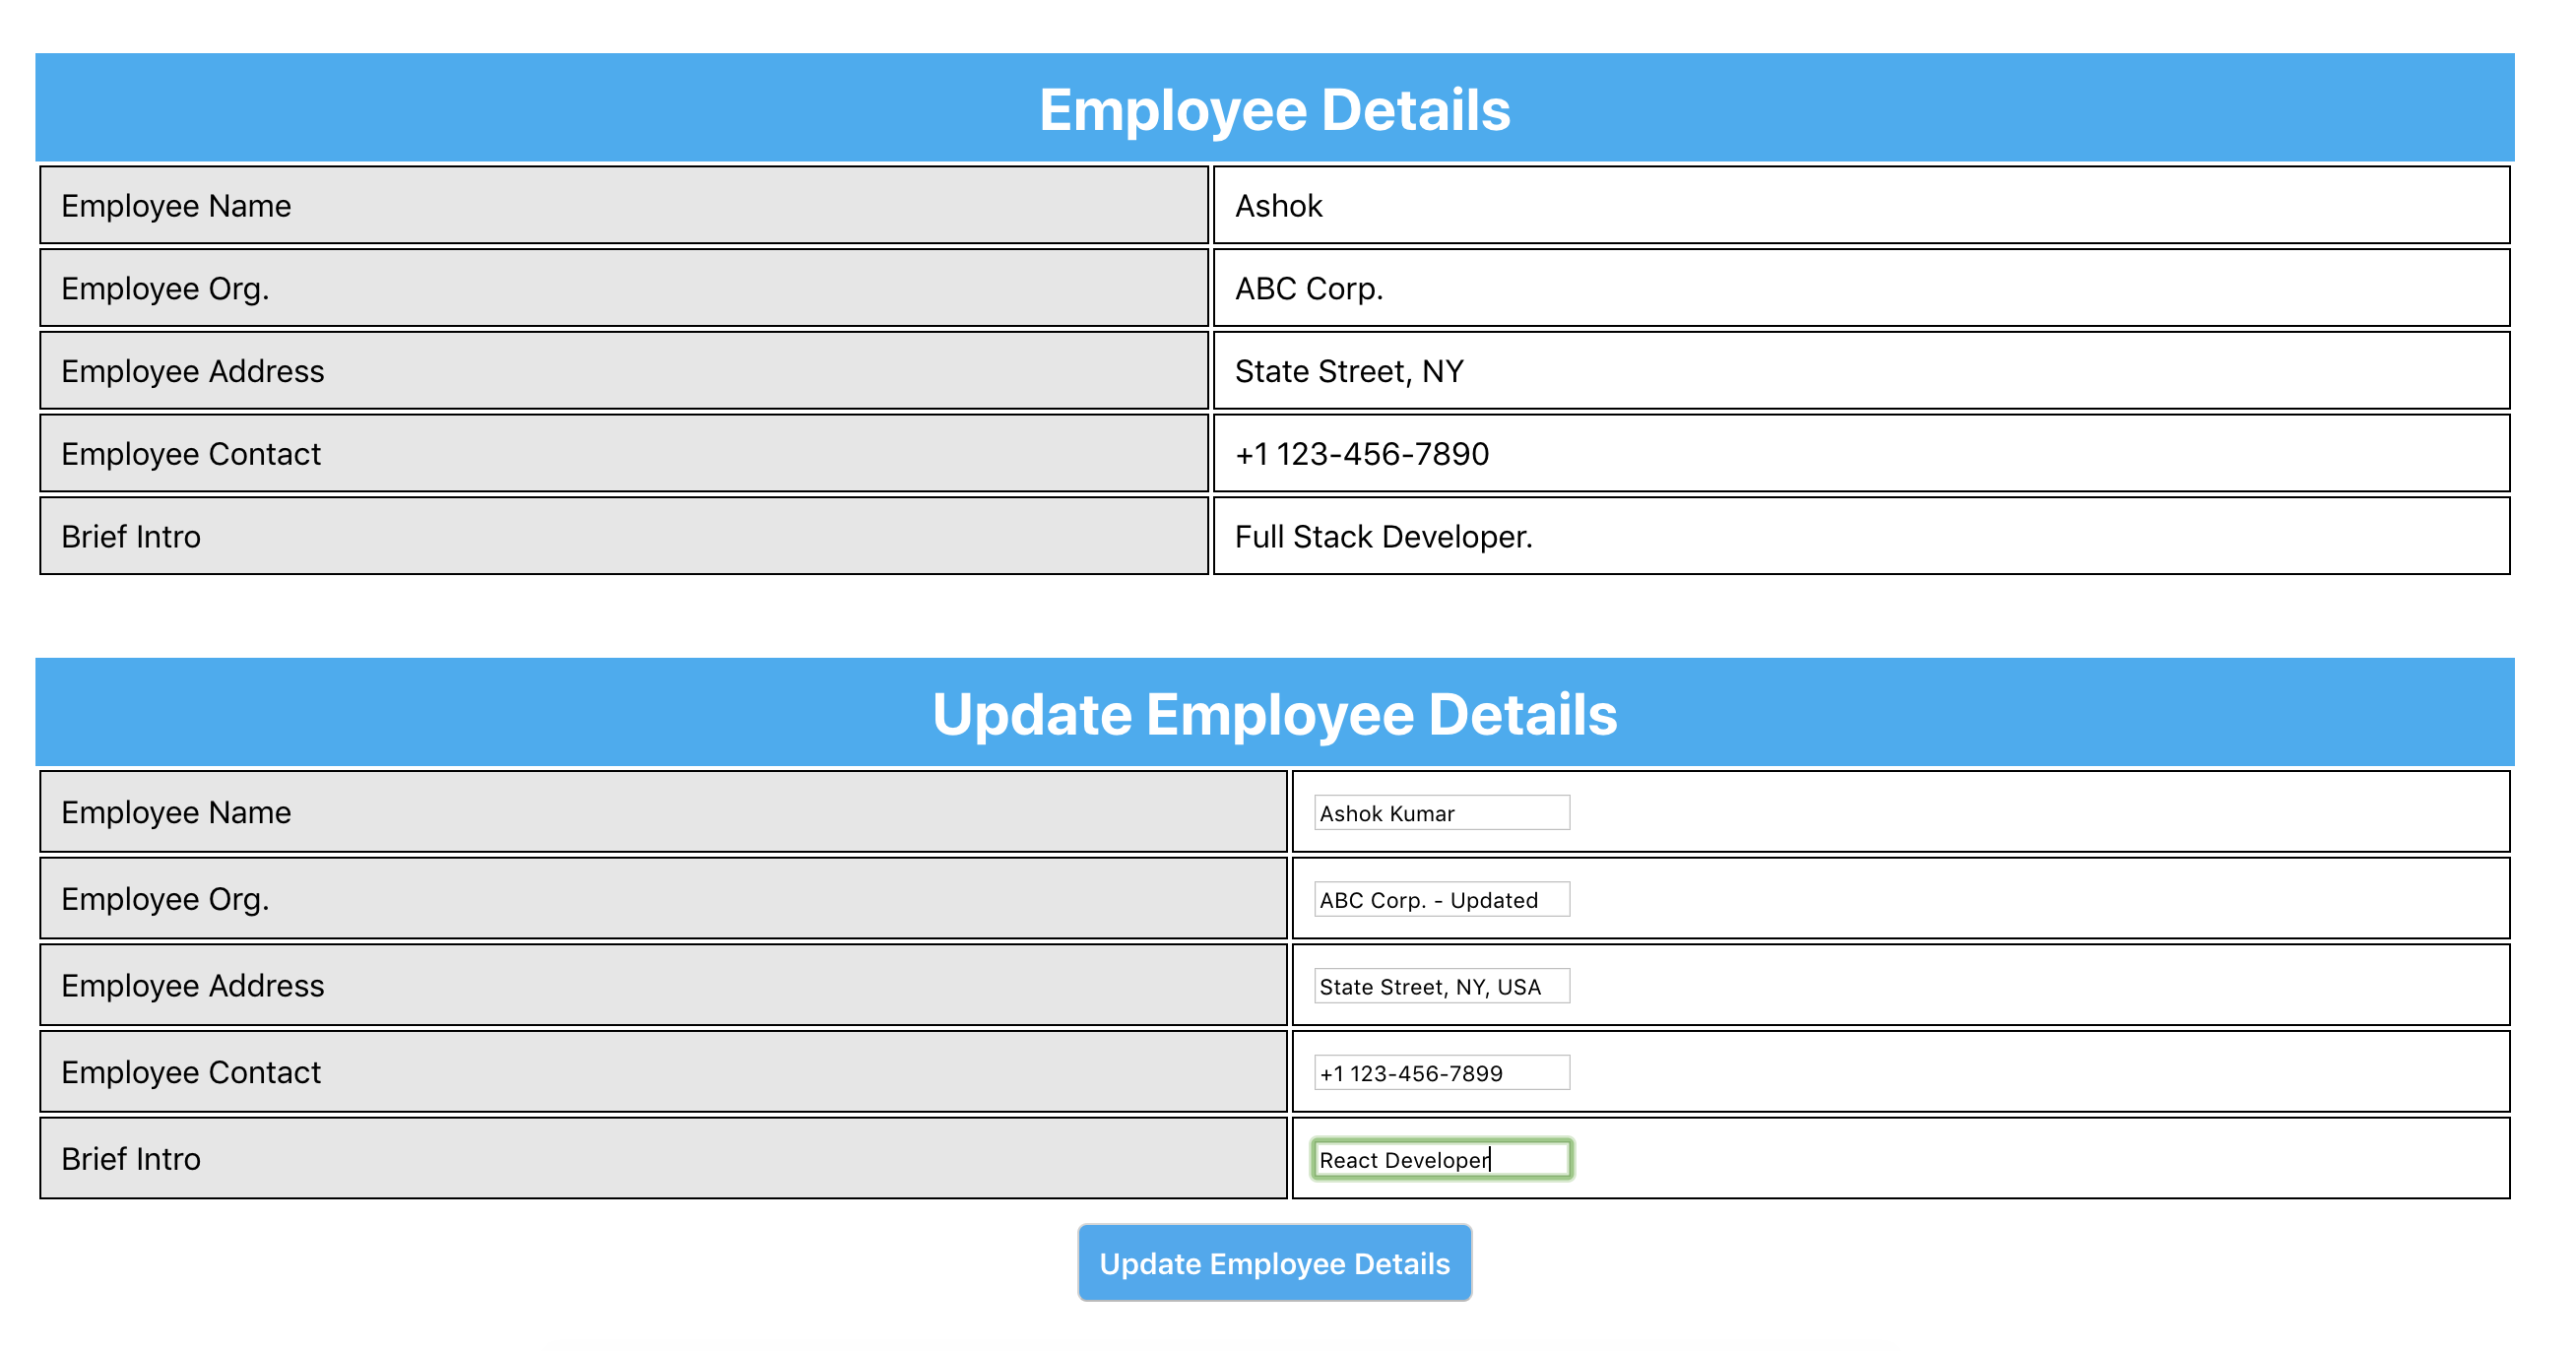 Employee Details
Employee Name Ashok
Employee Org. ABC Corp.
Employee Address State Street, NY
Employee Contact +1 123-456-7890
Brief Intro Full Stack Developer.
Update Employee Details
Employee Name Ashok Kumar
Employee Org. ABC Corp. - Updated
Employee Address State Street, NY, USA
Employee Contact +1 123-456-7899
Brief Intro React Developer
Update Employee Details